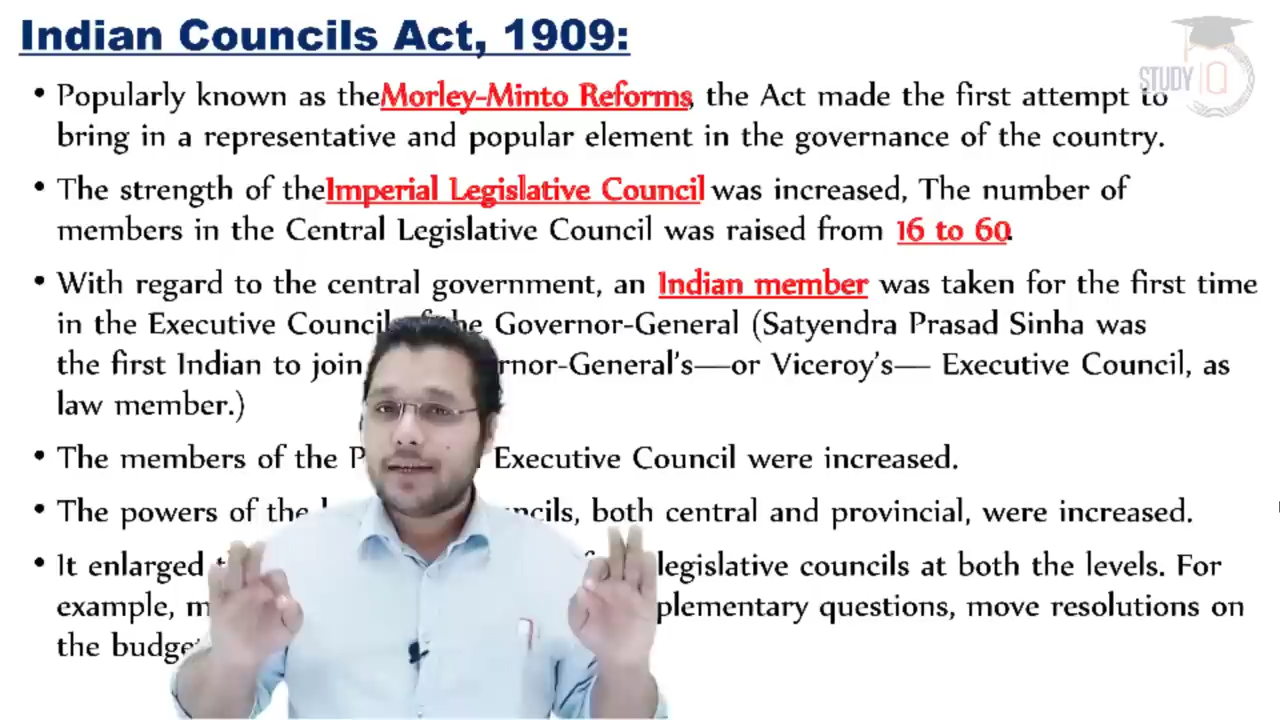 Indian Councils Act, 1909:
STUDY IQ
• Popularly known as the Morley-Minto Reforms, the Act made the first attempt to
bring in a representative and popular element in the governance of the country.
• The strength of the Imperial Legislative Council was increased, The number of
members in the Central Legislative Council was raised from 16 to 60.
• With regard to the central government, an Indian member was taken for the first time
in the Executive Council the Governor-General (Satyendra Prasad Sinha was
the first Indian to join Executive Council, as
law member.)
• The members of the Executive Council were increased.
• The powers of the both central and provincial, were increased.
• It enlarged legislative councils at both the levels. For
example, questions, move resolutions on
the